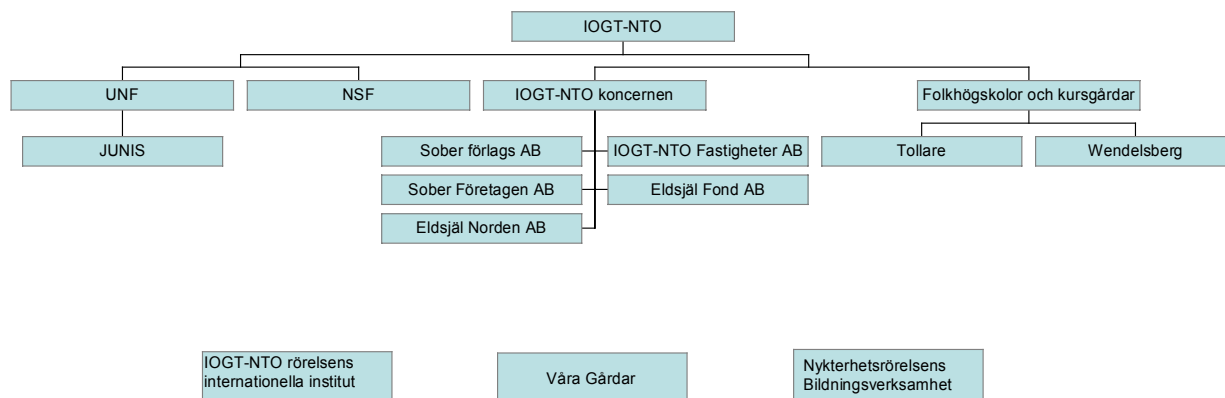 IOGT-NTO
UNF
NSF
IOGT-NTO koncernen
Folkhögskolor och kursgårdar
JUNIS
Sober förlags AB
IOGT-NTO Fastigheter AB
Tollare
Wendelsberg
Sober Företagen AB
Eldsjäl Fond AB
Eldsjäl Norden AB
IOGT-NTO rörelsens
internationella institut
Våra Gårdar
Nykterhetsrörelsens
Bildningsverksamhet